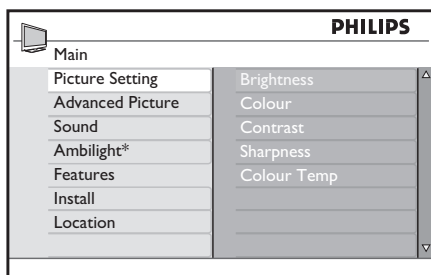 PHILIPS
Main
Picture Setting
Advanced Picture
Sound
Ambilight*
Features
Install
Location
Brightness
Colour
Contrast
Sharpness
Colour Temp